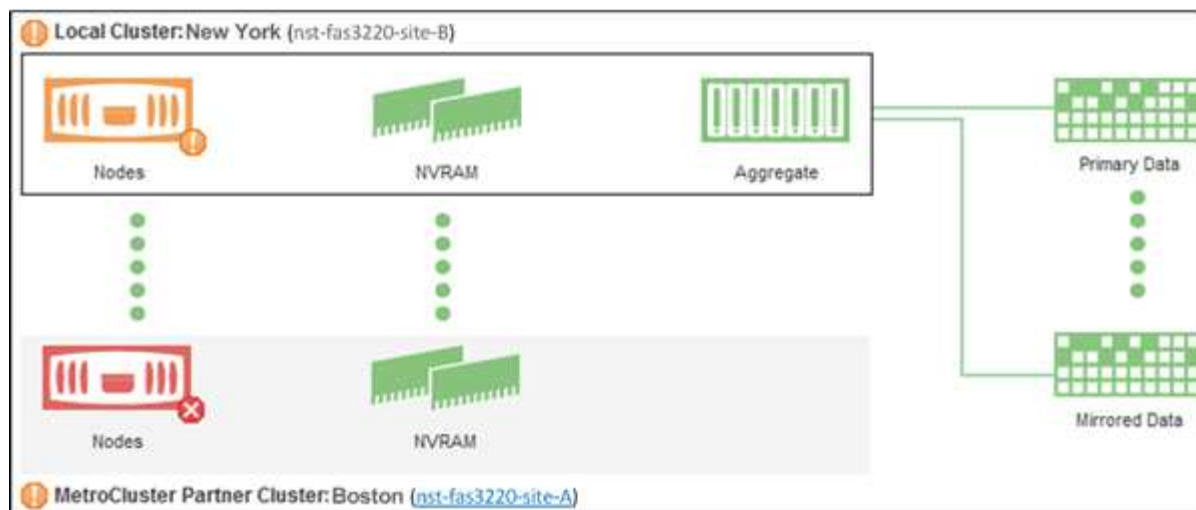 Local Cluster: New York (nst-fas3220-site-B)
Nodes NVRAM Aggregate
Primary Data
Nodes NVRAM
Mirrored Data
MetroCluster Partner Cluster: Boston (nst-fas3220-site-A)